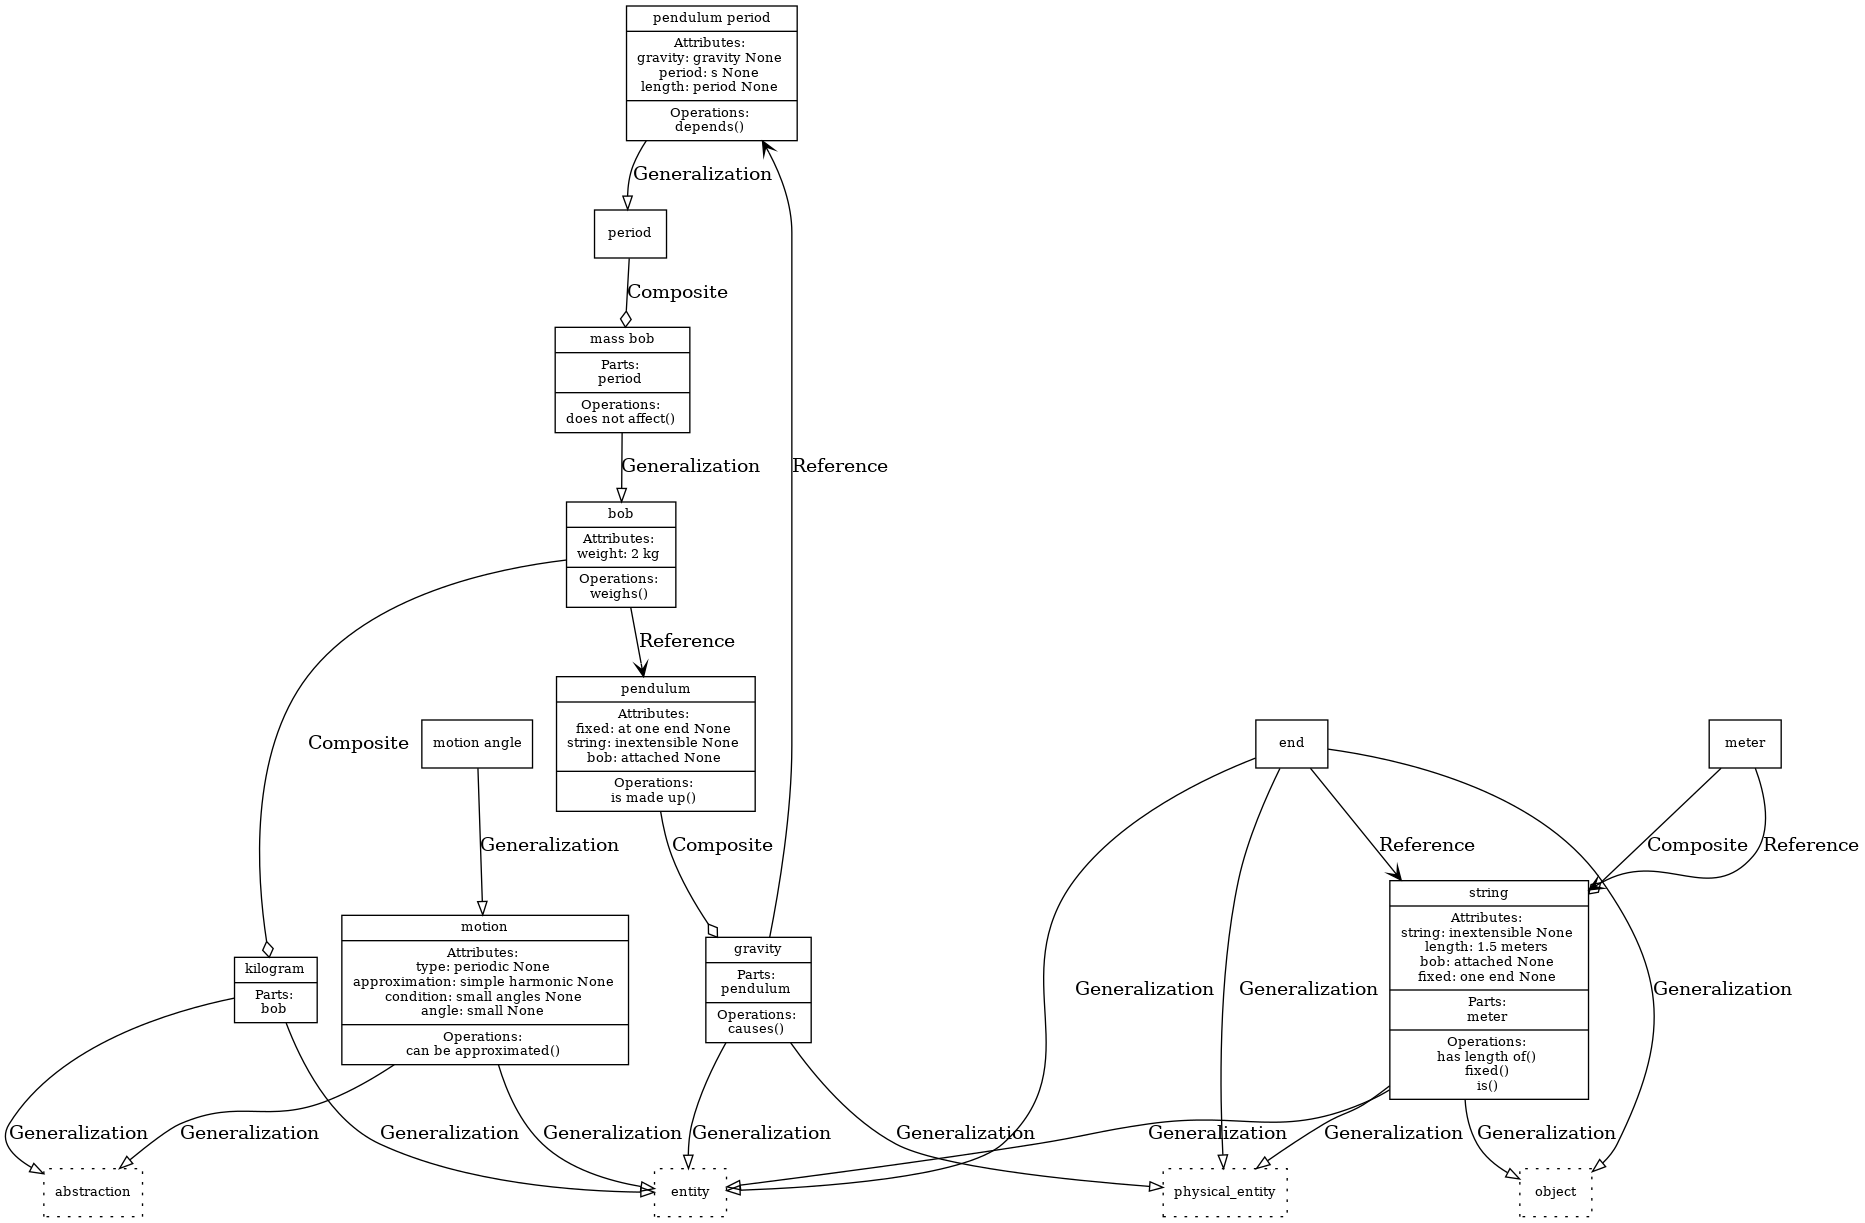 pendulum period
Attributes:
gravity: gravity None
period: s None
length: period None
Operations:
depends()
Generalization
period
Composite
mass bob
Parts:
period
Operations:
does not affect()
Generalization
Reference
bob
Attributes:
weight: 2 kg
Operations:
weighs()
Reference
pendulum
Attributes:
fixed: at one end None
string: inextensible None
bob: attached None
Operations:
is made up()
Composite
motion angle
end
meter
Generalization
Composite
Reference
Composite
Reference
string
Attributes:
string: inextensible None
length: 1.5 meters
bob: attached None
fixed: one end None
Parts:
meter
Operations:
has length of()
fixed()
is()
motion
Attributes:
type: periodic None
approximation: simple harmonic None
condition: small angles None
angle: small None
Operations:
can be approximated()
gravity
Parts:
pendulum
Operations:
causes()
kilogram
Parts:
bob
Generalization
Generalization
Generalization
Generalization
Generalization
Generalization
Generalization
Generalization
Generalization
Generalization
Generalization
Generalization
abstraction
entity
physical_entity
object